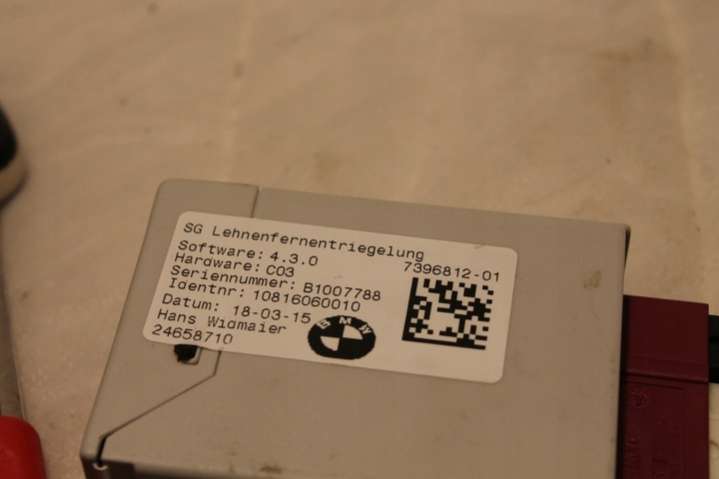 SG Lehnenfernentriegelung
Software: 4.3.0
7396812-01
Hardware: C03
Seriennummer: B1007788
Identnr: 10816060010
Datum: 18-03-15
Hans Widmaier
24658710
BMW